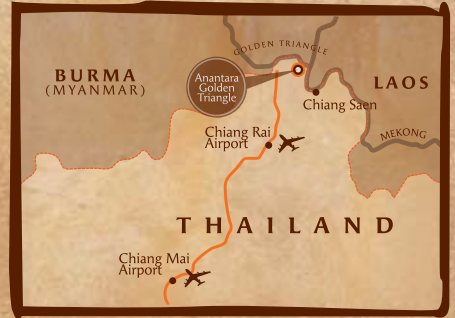 GOLDEN TRIANGLE
BURMA
(MYANMAR)
Anantara
Golden
Triangle
LAOS
Chiang Saen
Chiang Rai
Airport
MEKONG
THAILAND
Chiang Mai
Airport